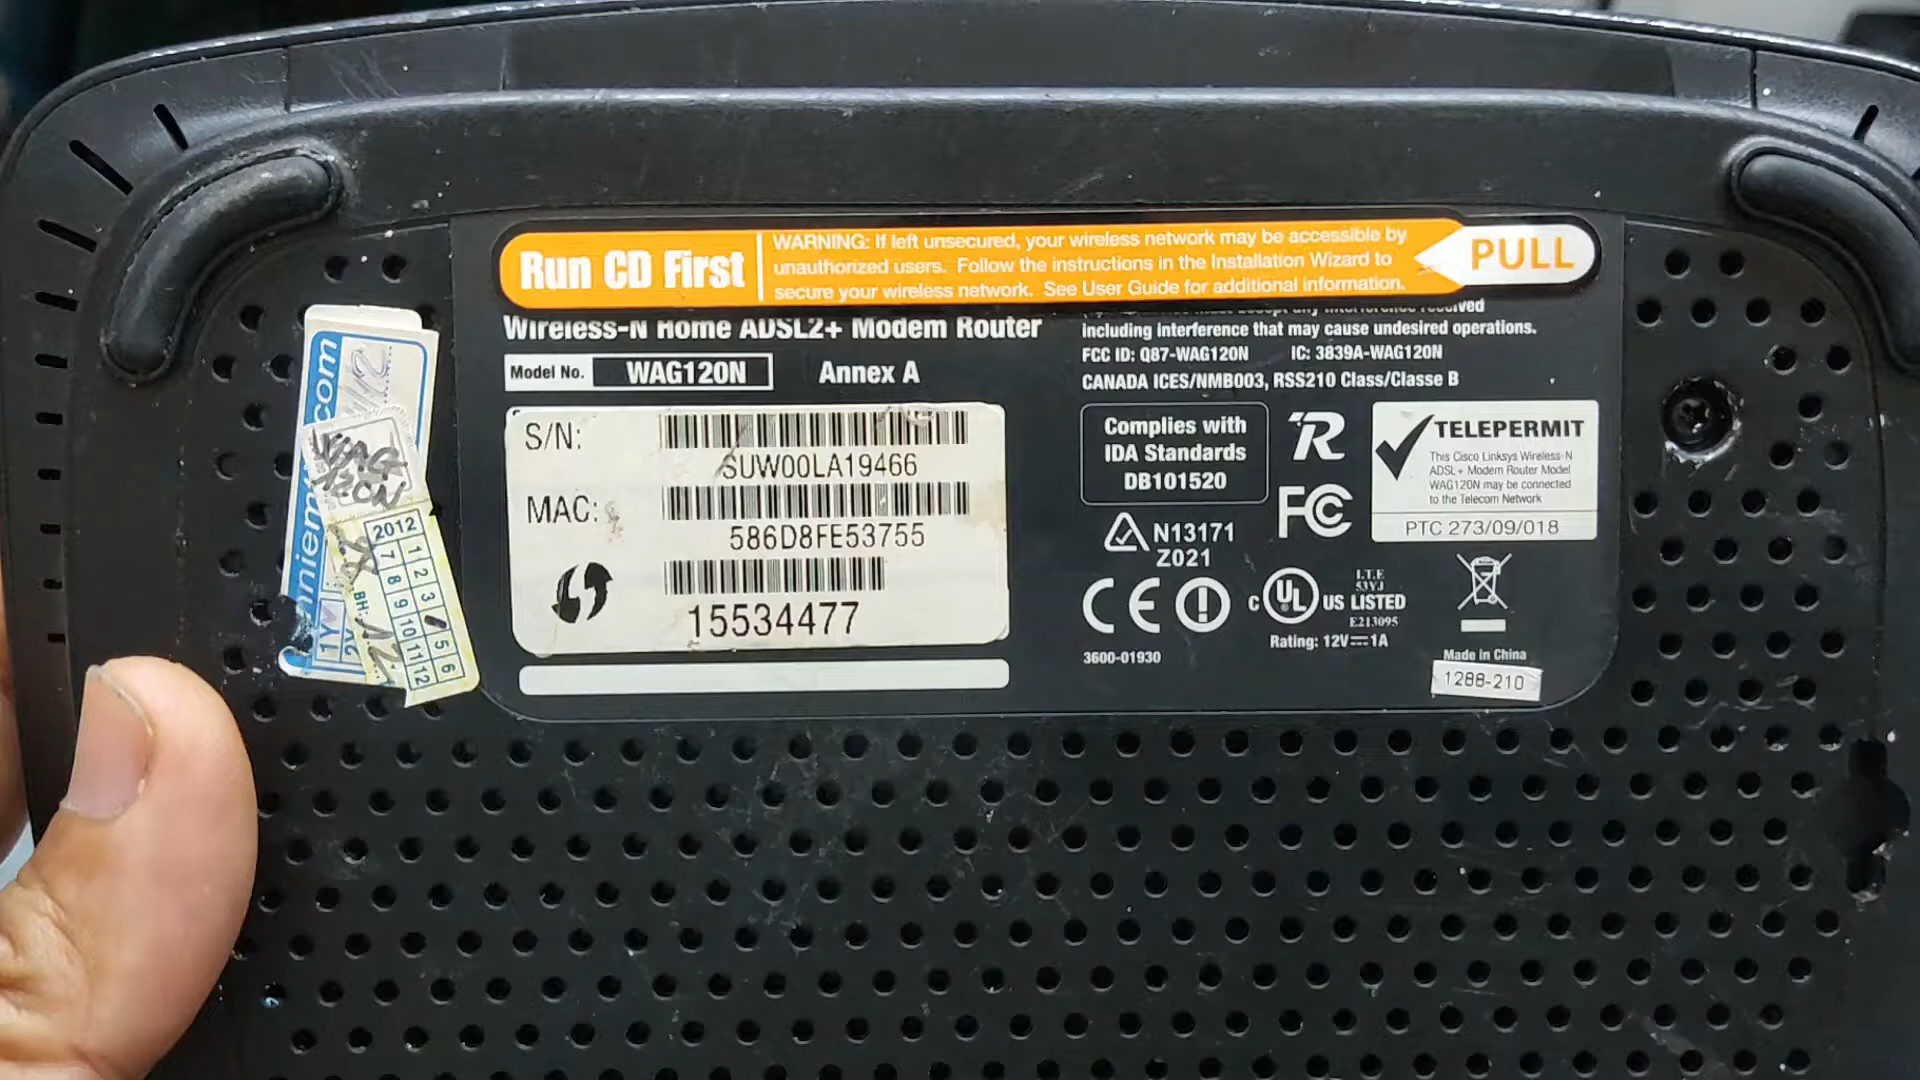 Run CD First
WARNING: If left unsecured, your wireless network may be accessible by
unauthorized users. Follow the instructions in the Installation Wizard to
secure your wireless network. See User Guide for additional information.
PULL
Wireless-N Home ADSL2+ Modem Router
Model No. WAG120N Annex A
S/N:
SUW00LA19466
MAC:
586D8FE53755
15534477
including interference that may cause undesired operations.
FCC ID: Q87-WAG120N IC: 3839A-WAG120N
CANADA ICES/NMB003, RSS210 Class/Classe B
Complies with
IDA Standards
DB101520
FC
TELEPERMIT
This Cisco Linksys Wireless-N
ADSL+ Modem Router Model
WAG120N may be connected
to the Telecom Network
PTC 273/09/018
N13171
Z021
CE
C UL US LISTED
I.T.E
53YJ
E213095
Rating: 12V 1A
3600-01930
Made in China
1288-210
.com
WAG
120N
2012
1 2 3 5 6
7 8 9 10 11 12
BH:
1Y